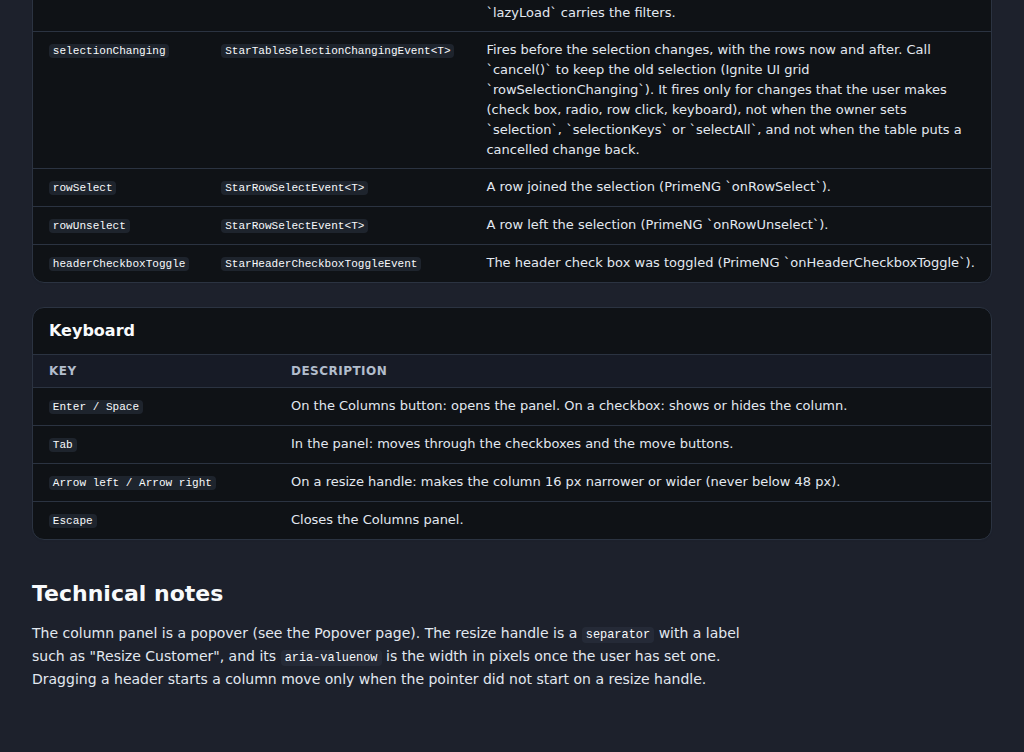 `lazyLoad` carries the filters.
selectionChanging StarTableSelectionChangingEvent<T> Fires before the selection changes, with the rows now and after. Call
`cancel()` to keep the old selection (Ignite UI grid
`rowSelectionChanging`). It fires only for changes that the user makes
(check box, radio, row click, keyboard), not when the owner sets
`selection`, `selectionKeys` or `selectAll`, and not when the table puts a
cancelled change back.
rowSelect StarRowSelectEvent<T> A row joined the selection (PrimeNG `onRowSelect`).
rowUnselect StarRowSelectEvent<T> A row left the selection (PrimeNG `onRowUnselect`).
headerCheckboxToggle StarHeaderCheckboxToggleEvent The header check box was toggled (PrimeNG `onHeaderCheckboxToggle`).
Keyboard
KEY DESCRIPTION
Enter / Space On the Columns button: opens the panel. On a checkbox: shows or hides the column.
Tab In the panel: moves through the checkboxes and the move buttons.
Arrow left / Arrow right On a resize handle: makes the column 16 px narrower or wider (never below 48 px).
Escape Closes the Columns panel.
Technical notes
The column panel is a popover (see the Popover page). The resize handle is a separator with a label
such as "Resize Customer", and its aria-valuenow is the width in pixels once the user has set one.
Dragging a header starts a column move only when the pointer did not start on a resize handle.